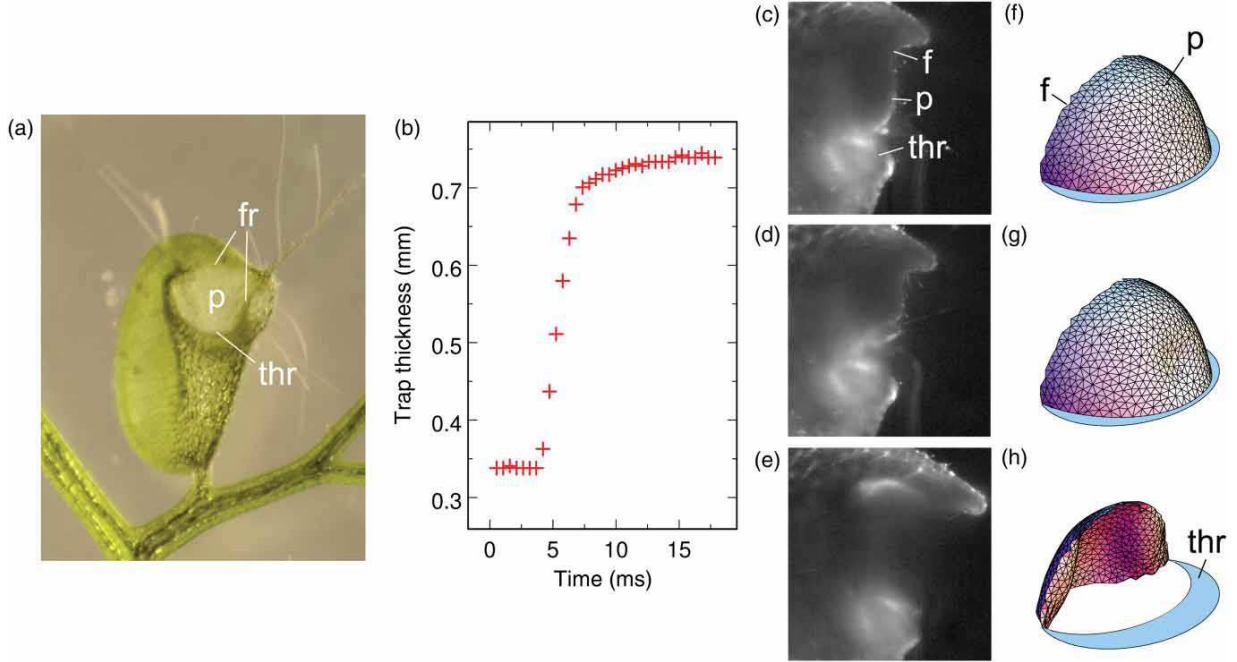 (a)
fr
p
thr
(b)
Trap thickness (mm)
0.7
0.6
0.5
0.4
0.3
0
5
10
15
Time (ms)
(c)
f
p
thr
(d)
(e)
(f)
p
f
(g)
(h)
thr